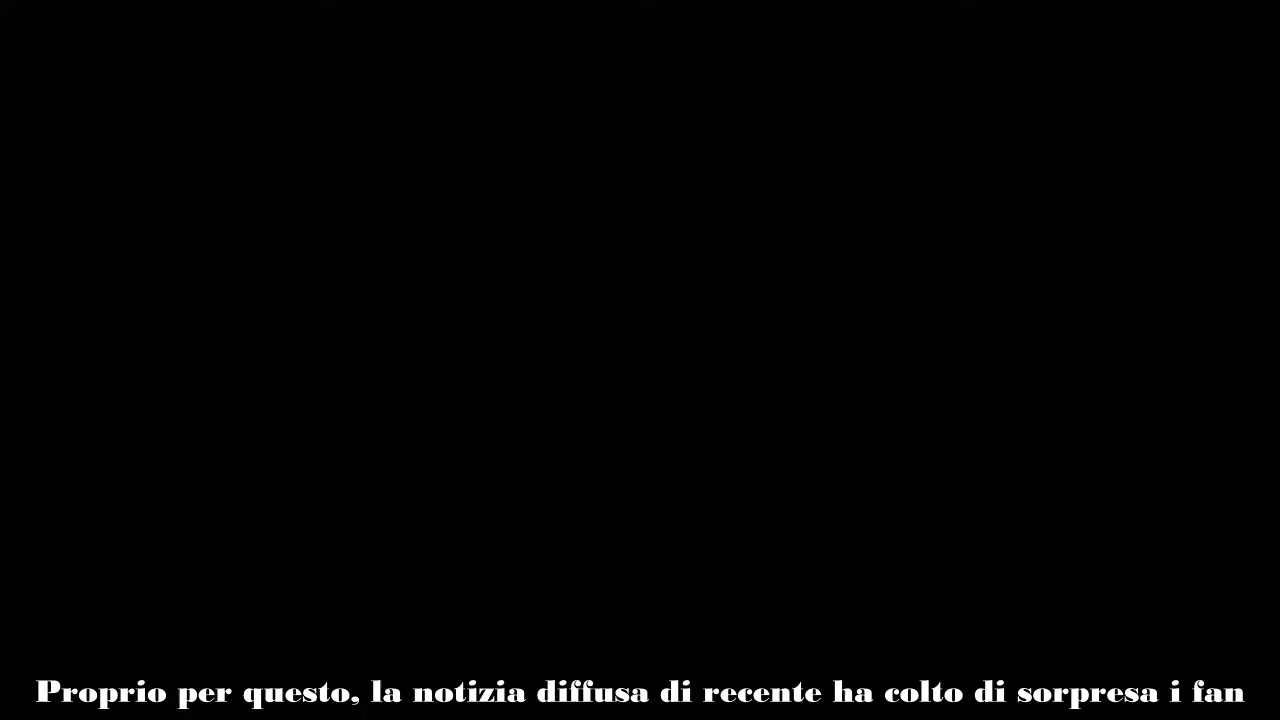 Proprio per questo, la notizia diffusa di recente ha colto di sorpresa i fan